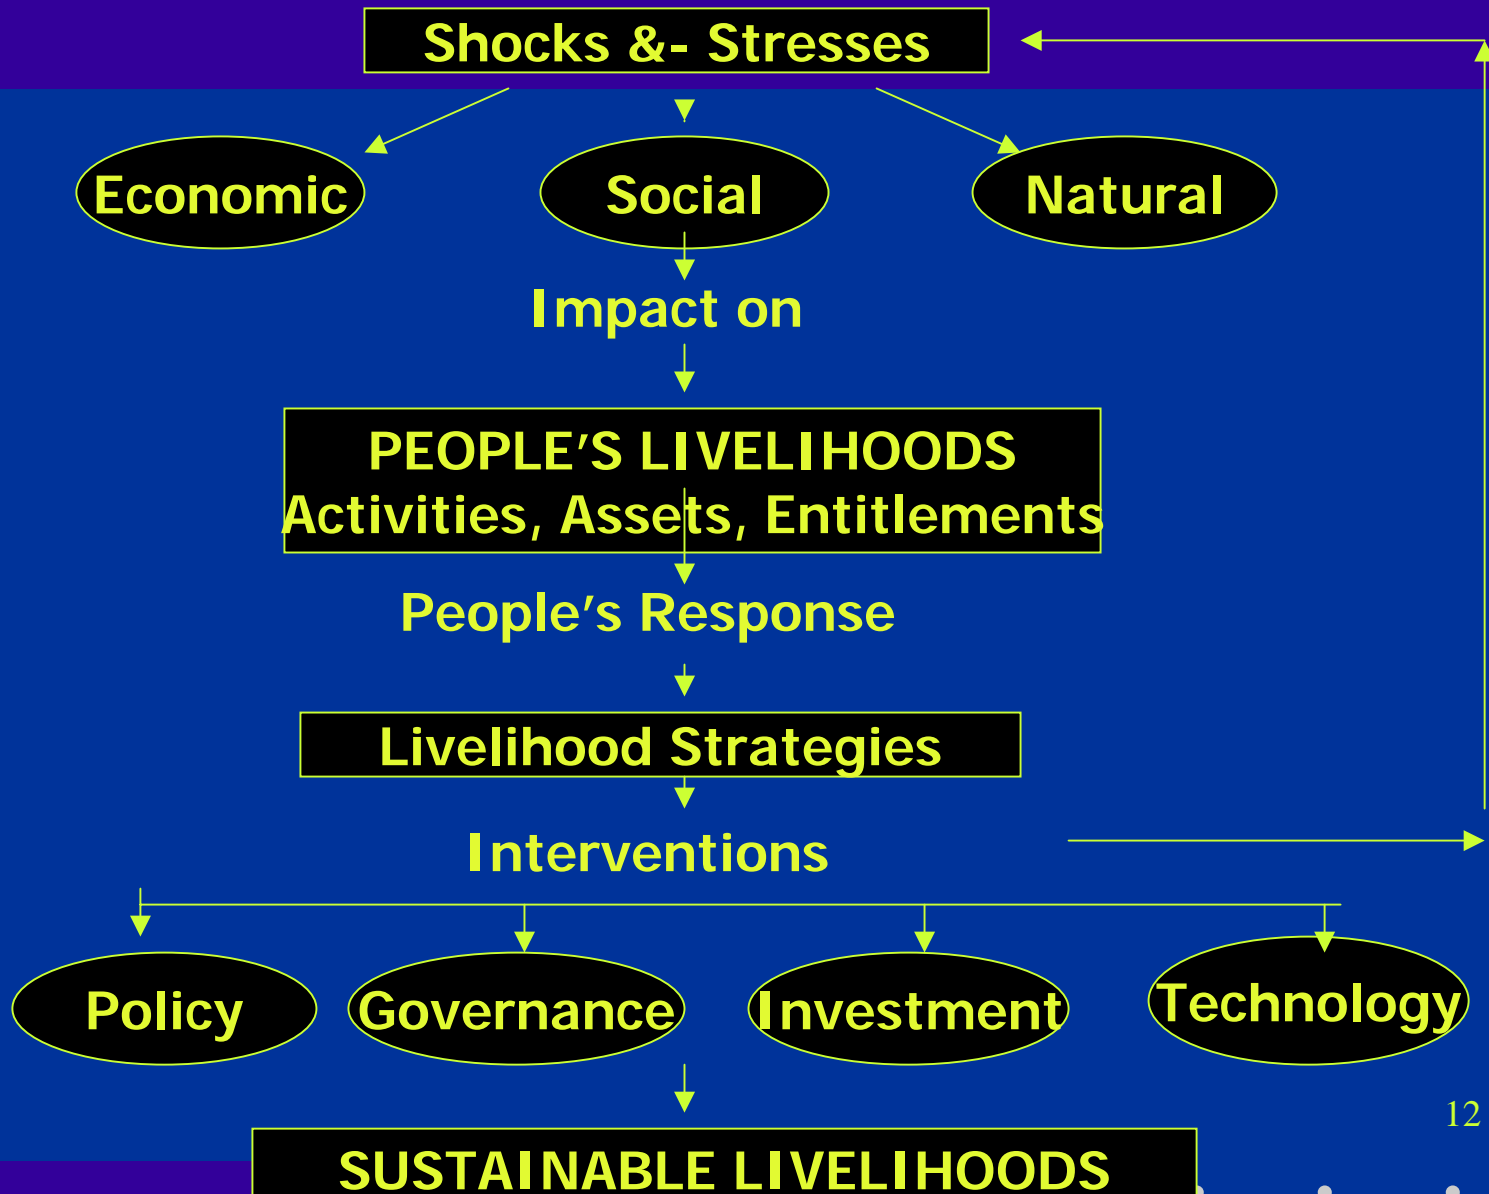 Shocks &- Stresses
Economic
Social
Natural
Impact on
PEOPLE’S LIVELIHOODS
Activities, Assets, Entitlements
People’s Response
Livelihood Strategies
Interventions
Policy
Governance
Investment
Technology
12
SUSTAINABLE LIVELIHOODS